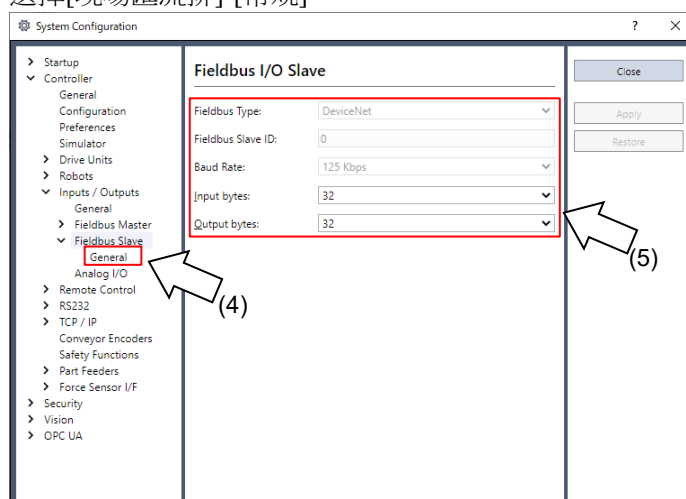 System Configuration
?
Startup
Controller
General
Configuration
Preferences
Simulator
Drive Units
Robots
Inputs / Outputs
General
Fieldbus Master
Fieldbus Slave
General
Analog I/O
Remote Control
RS232
TCP / IP
Conveyor Encoders
Safety Functions
Part Feeders
Force Sensor I/F
Security
Vision
OPC UA
(4)
Fieldbus I/O Slave
Fieldbus Type: DeviceNet
Fieldbus Slave ID: 0
Baud Rate: 125 Kbps
Input bytes: 32
Output bytes: 32
(5)
Close
Apply
Restore